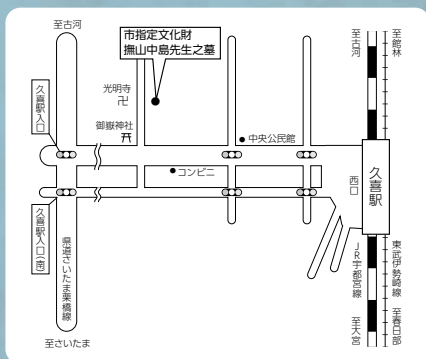 至古河
市指定文化財
撫山中島先生之墓
至古河
至館林
久喜駅入口
光明寺
卍
御嶽神社
中央公民館
コンビニ
西口
久喜駅
久喜駅入口(南)
県道さいたま栗橋線
JR宇都宮線
東武伊勢崎線
至さいたま
至大宮
至春日部